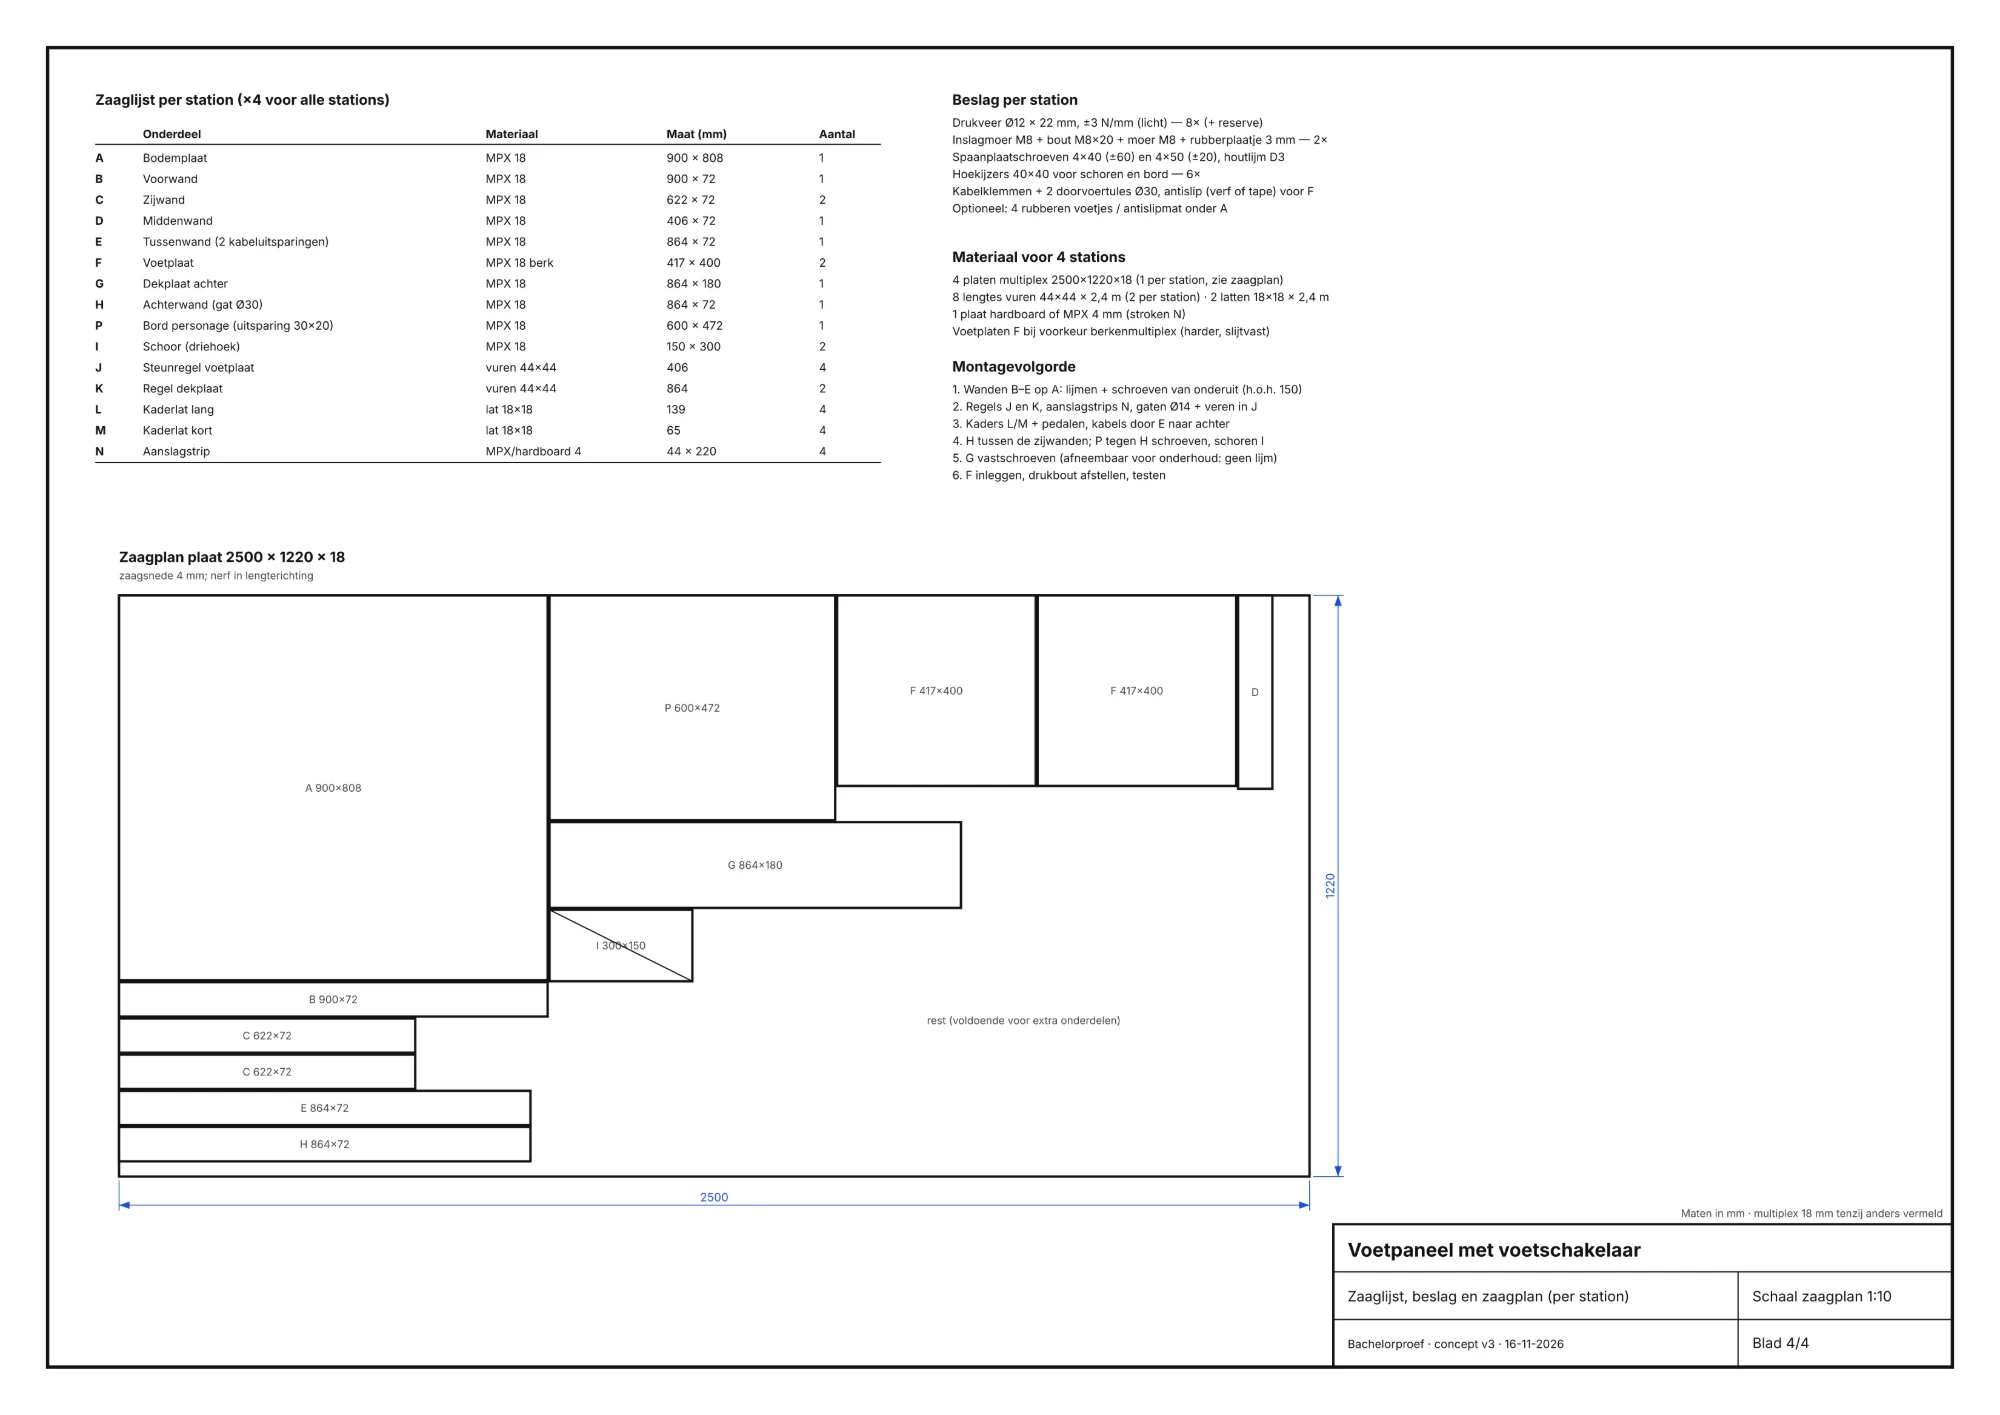 Zaaglijst per station (×4 voor alle stations)
Onderdeel Materiaal Maat (mm) Aantal
A Bodemplaat MPX 18 900 × 808 1
B Voorwand MPX 18 900 × 72 1
C Zijwand MPX 18 622 × 72 2
D Middenwand MPX 18 406 × 72 1
E Tussenwand (2 kabeluitsparingen) MPX 18 864 × 72 1
F Voetplaat MPX 18 berk 417 × 400 2
G Dekplaat achter MPX 18 864 × 180 1
H Achterwand (gat Ø30) MPX 18 864 × 72 1
P Bord personage (uitsparing 30×20) MPX 18 600 × 472 1
I Schoor (driehoek) MPX 18 150 × 300 2
J Steunregel voetplaat vuren 44×44 406 4
K Regel dekplaat vuren 44×44 864 2
L Kaderlat lang lat 18×18 139 4
M Kaderlat kort lat 18×18 65 4
N Aanslagstrip MPX/hardboard 4 44 × 220 4
Beslag per station
Drukveer Ø12 × 22 mm, ±3 N/mm (licht) — 8× (+ reserve)
Inslagmoer M8 + bout M8×20 + moer M8 + rubberplaatje 3 mm — 2×
Spaanplaatschroeven 4×40 (±60) en 4×50 (±20), houtlijm D3
Hoekijzers 40×40 voor schoren en bord — 6×
Kabelklemmen + 2 doorvoertules Ø30, antislip (verf of tape) voor F
Optioneel: 4 rubberen voetjes / antislipmat onder A
Materiaal voor 4 stations
4 platen multiplex 2500×1220×18 (1 per station, zie zaagplan)
8 lengtes vuren 44×44 × 2,4 m (2 per station) · 2 latten 18×18 × 2,4 m
1 plaat hardboard of MPX 4 mm (stroken N)
Voetplaten F bij voorkeur berkenmultiplex (harder, slijtvast)
Montagevolgorde
1. Wanden B–E op A: lijmen + schroeven van onderuit (h.o.h. 150)
2. Regels J en K, aanslagstrips N, gaten Ø14 + veren in J
3. Kaders L/M + pedalen, kabels door E naar achter
4. H tussen de zijwanden; P tegen H schroeven, schoren I
5. G vastschroeven (afneembaar voor onderhoud: geen lijm)
6. F inleggen, drukbout afstellen, testen
Zaagplan plaat 2500 × 1220 × 18
zaagsnede 4 mm; nerf in lengterichting
A 900×808
P 600×472
F 417×400
F 417×400
D
G 864×180
I 300×150
B 900×72
C 622×72
C 622×72
E 864×72
H 864×72
rest (voldoende voor extra onderdelen)
1220
2500
Maten in mm · multiplex 18 mm tenzij anders vermeld
Voetpaneel met voetschakelaar
Zaaglijst, beslag en zaagplan (per station) Schaal zaagplan 1:10
Bachelorproef · concept v3 · 16-11-2026 Blad 4/4